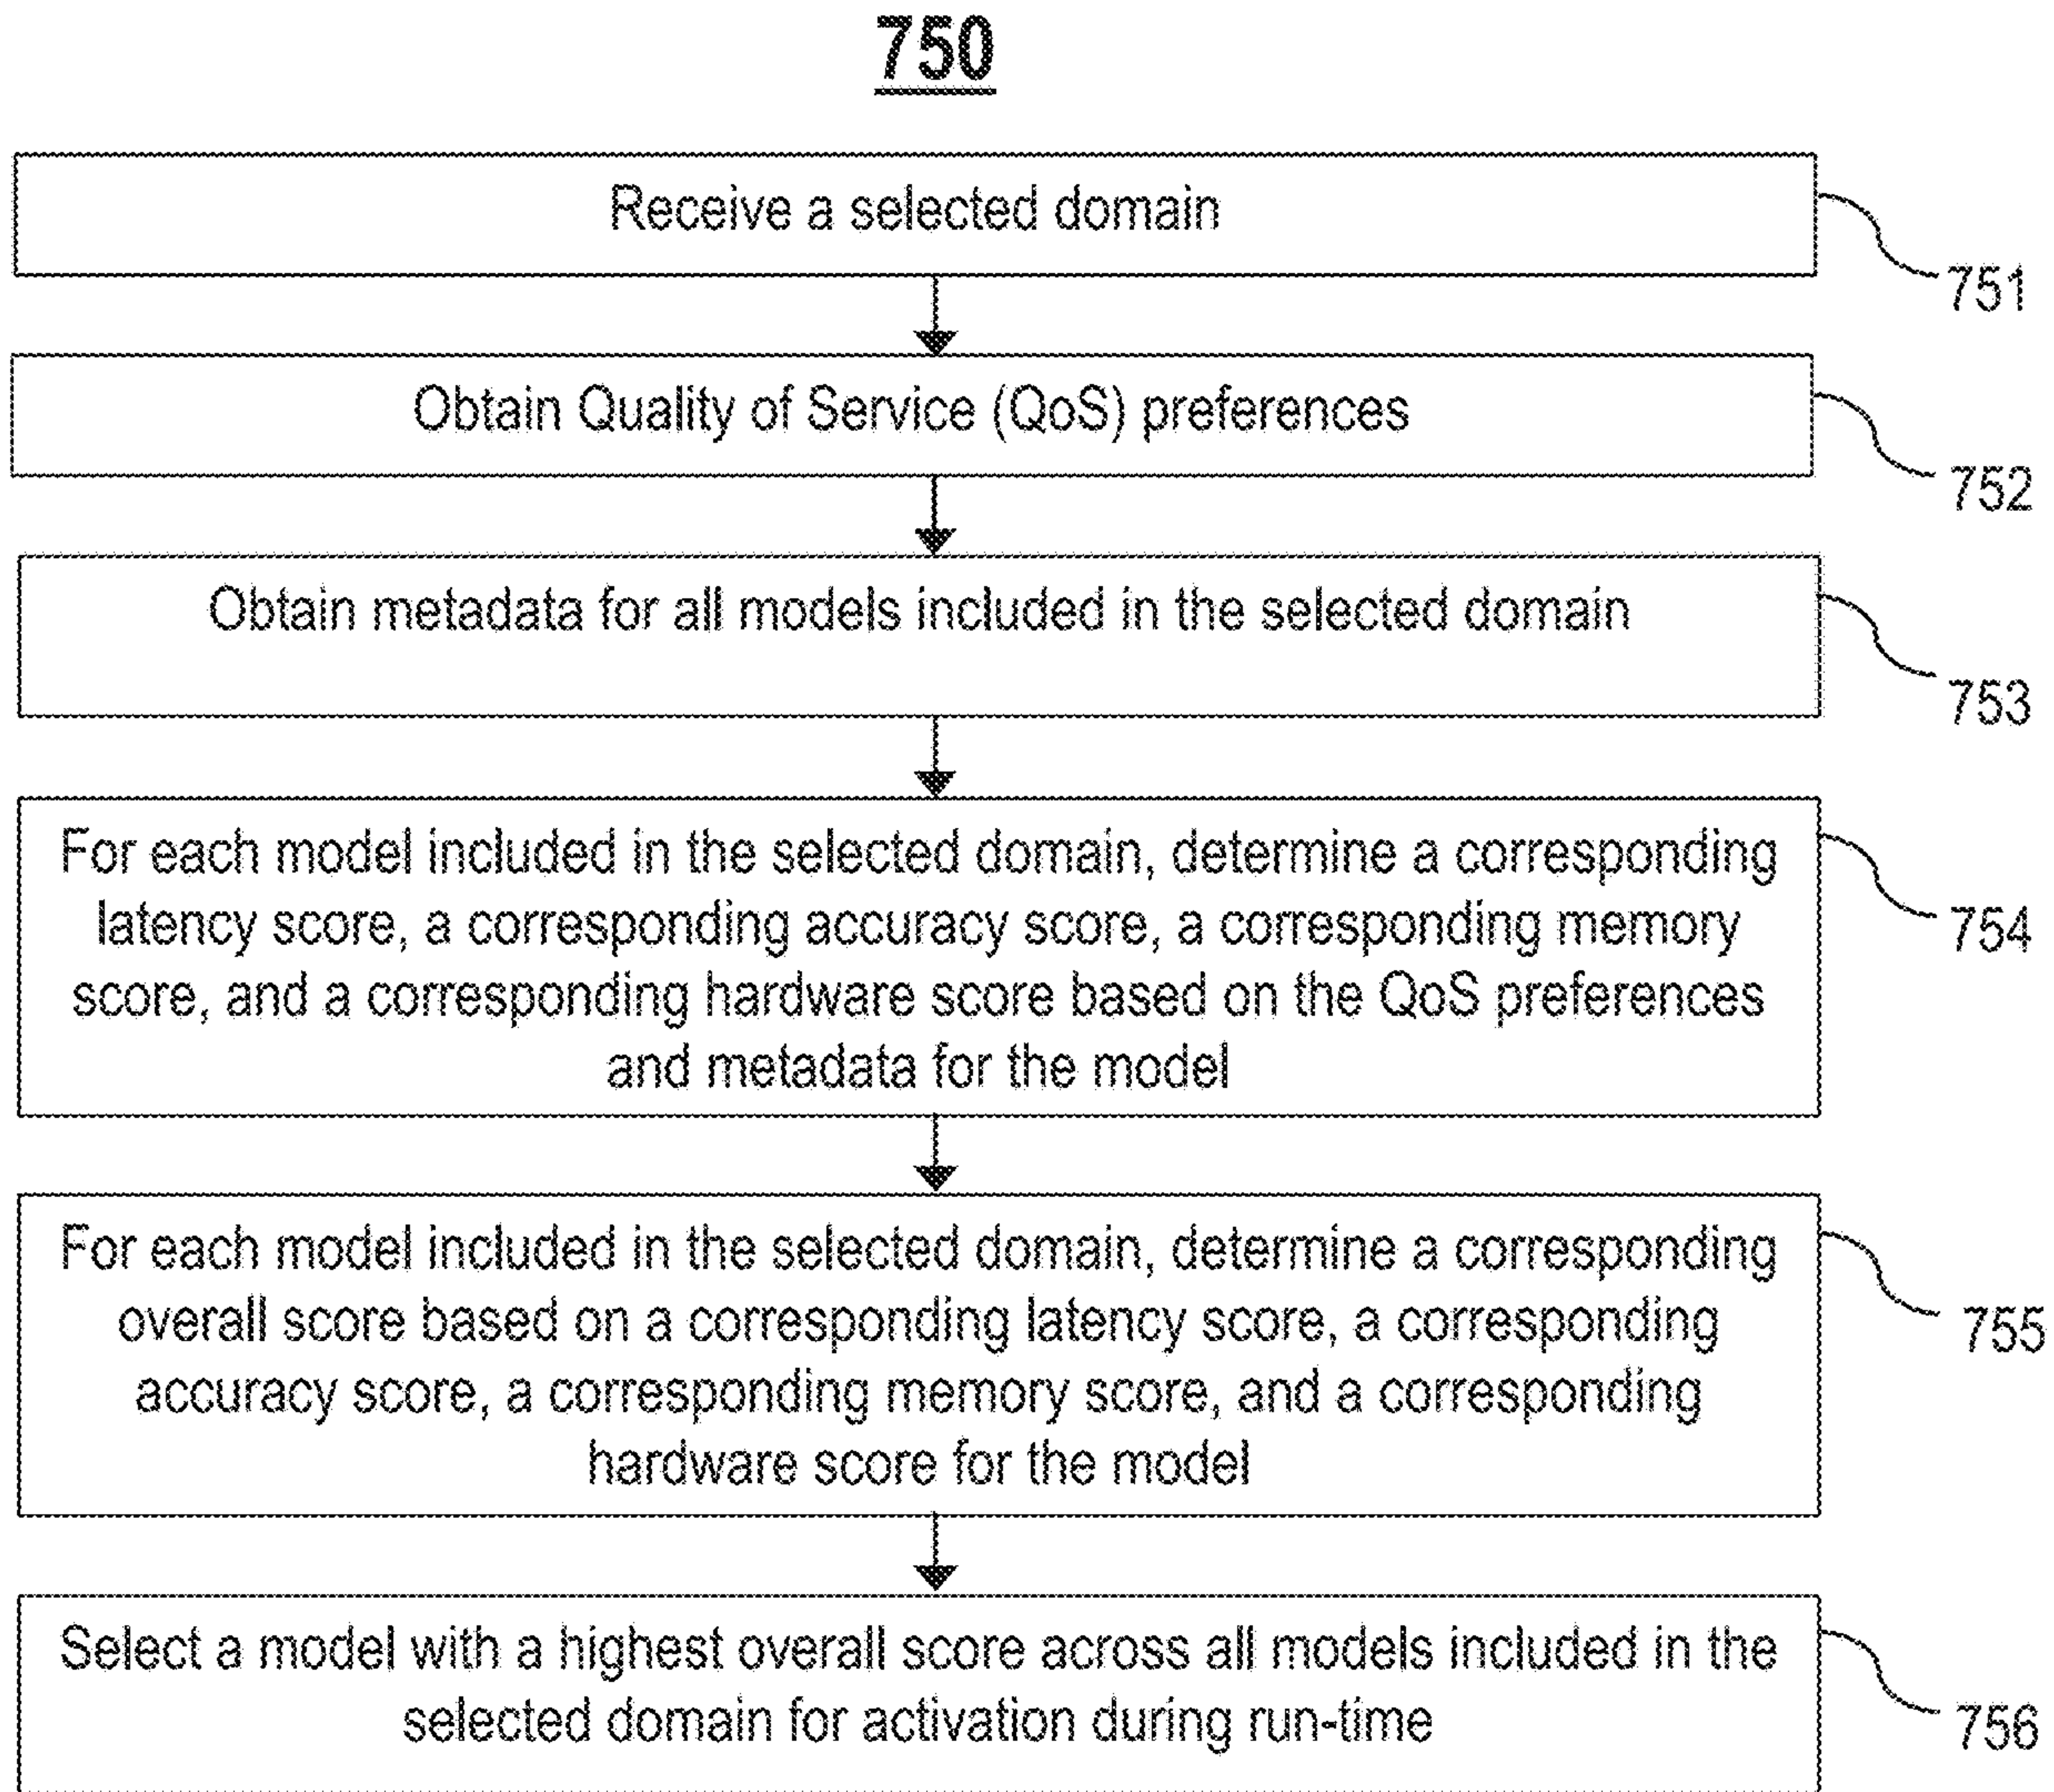 750
Receive a selected domain
751
Obtain Quality of Service (QoS) preferences
752
Obtain metadata for all models included in the selected domain
753
For each model included in the selected domain, determine a corresponding
latency score, a corresponding accuracy score, a corresponding memory
score, and a corresponding hardware score based on the QoS preferences
and metadata for the model
754
For each model included in the selected domain, determine a corresponding
overall score based on a corresponding latency score, a corresponding
accuracy score, a corresponding memory score, and a corresponding
hardware score for the model
755
Select a model with a highest overall score across all models included in the
selected domain for activation during run-time
756